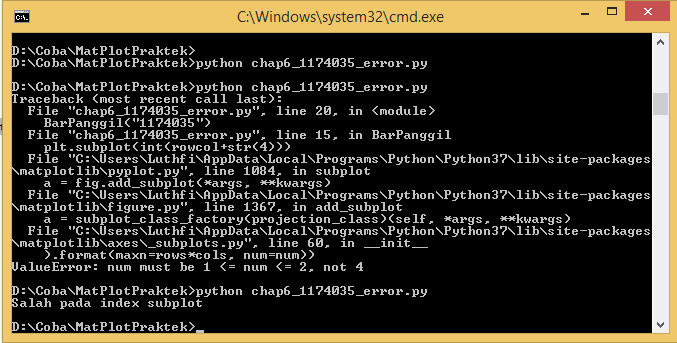 C:\Windows\system32\cmd.exe
D:\Coba\MatPlotPraktek>
D:\Coba\MatPlotPraktek>python chap6_1174035_error.py
D:\Coba\MatPlotPraktek>python chap6_1174035_error.py
Traceback (most recent call last):
File "chap6_1174035_error.py", line 20, in <module>
BarPanggil("1174035")
File "chap6_1174035_error.py", line 15, in BarPanggil
plt.subplot(int(rowcol+str(4)))
File "C:\Users\Luthfi\AppData\Local\Programs\Python\Python37\lib\site-packages
\matplotlib\pyplot.py", line 1084, in subplot
a = fig.add_subplot(*args, **kwargs)
File "C:\Users\Luthfi\AppData\Local\Programs\Python\Python37\lib\site-packages
\matplotlib\figure.py", line 1367, in add_subplot
a = subplot_class_factory(projection_class)(self, *args, **kwargs)
File "C:\Users\Luthfi\AppData\Local\Programs\Python\Python37\lib\site-packages
\matplotlib\axes\_subplots.py", line 60, in __init__
).format(maxn=rows*cols, num=num))
ValueError: num must be 1 <= num <= 2, not 4
D:\Coba\MatPlotPraktek>python chap6_1174035_error.py
Salah pada index subplot
D:\Coba\MatPlotPraktek>_